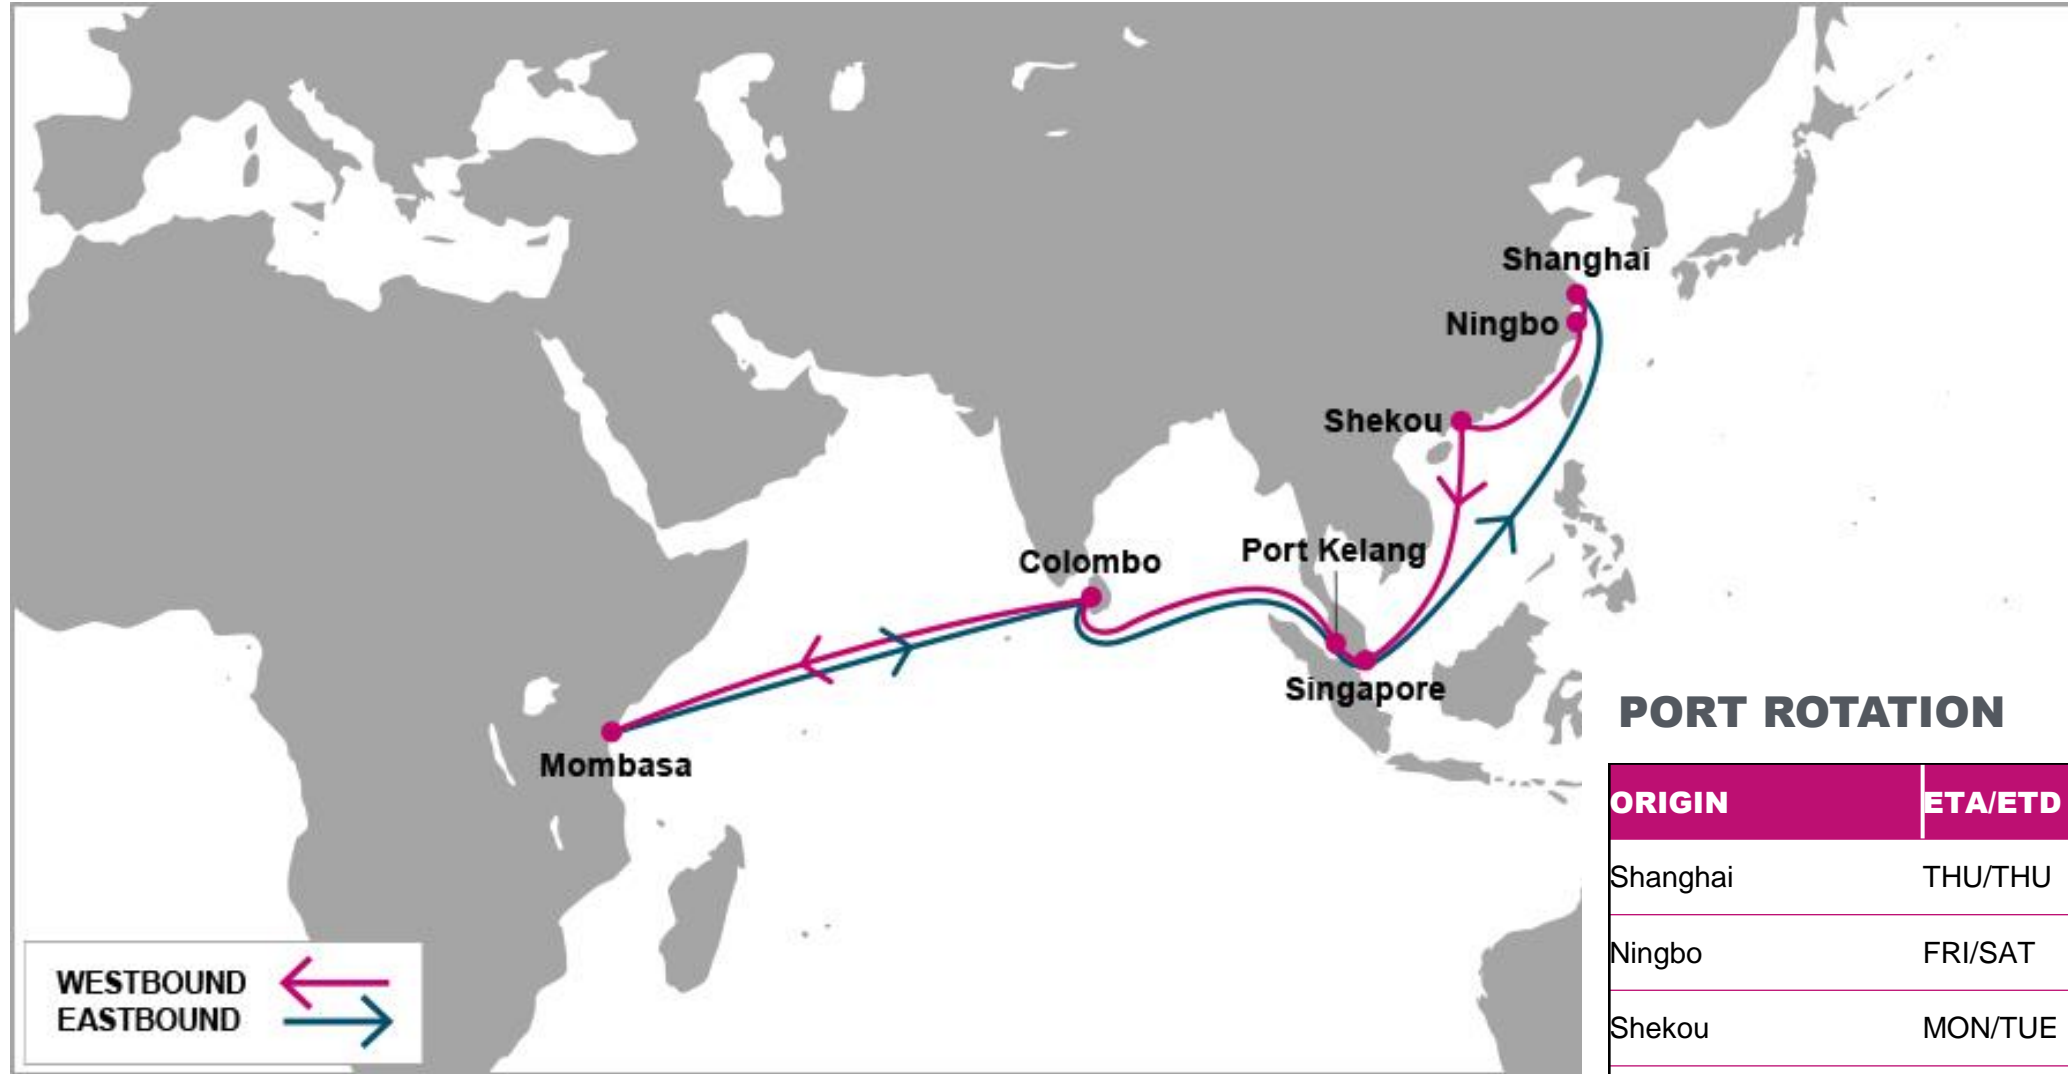 Shanghai
Ningbo
Shekou
Port Kelang
Colombo
Singapore
Mombasa
WESTBOUND
EASTBOUND
PORT ROTATION
ORIGIN ETA/ETD
Shanghai THU/THU
Ningbo FRI/SAT
Shekou MON/TUE